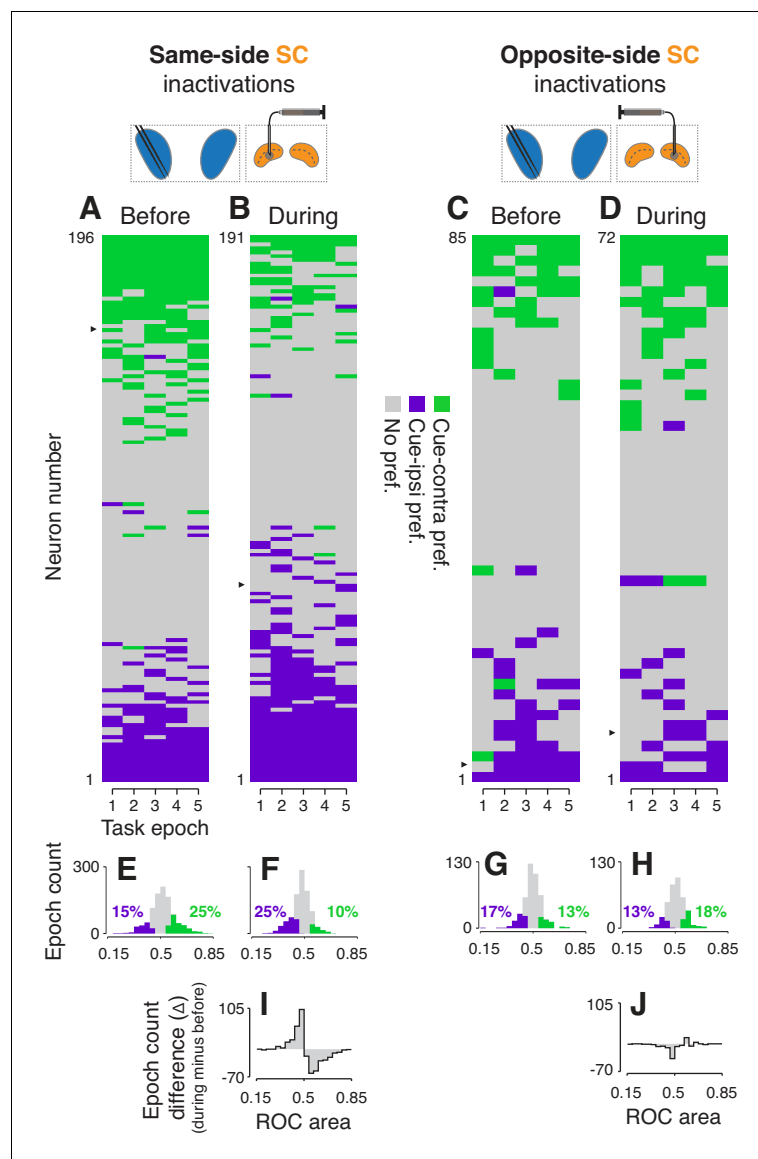 Same-side SC
inactivations
Opposite-side SC
inactivations
A Before
B During
C Before
D During
196
191
85
72
Neuron number
Cue-contra pref.
Cue-ipsi pref.
No pref.
1
1
1
1
1 2 3 4 5
1 2 3 4 5
1 2 3 4 5
1 2 3 4 5
Task epoch
Epoch count
300
0
E
15%
25%
0.15 0.5 0.85
F
25%
10%
0.15 0.5 0.85
130
0
G
17%
13%
0.15 0.5 0.85
130
0
H
13%
18%
0.15 0.5 0.85
Epoch count
difference (Δ)
(during minus before)
105
-70
I
0.15 0.5 0.85
ROC area
105
-70
J
0.15 0.5 0.85
ROC area